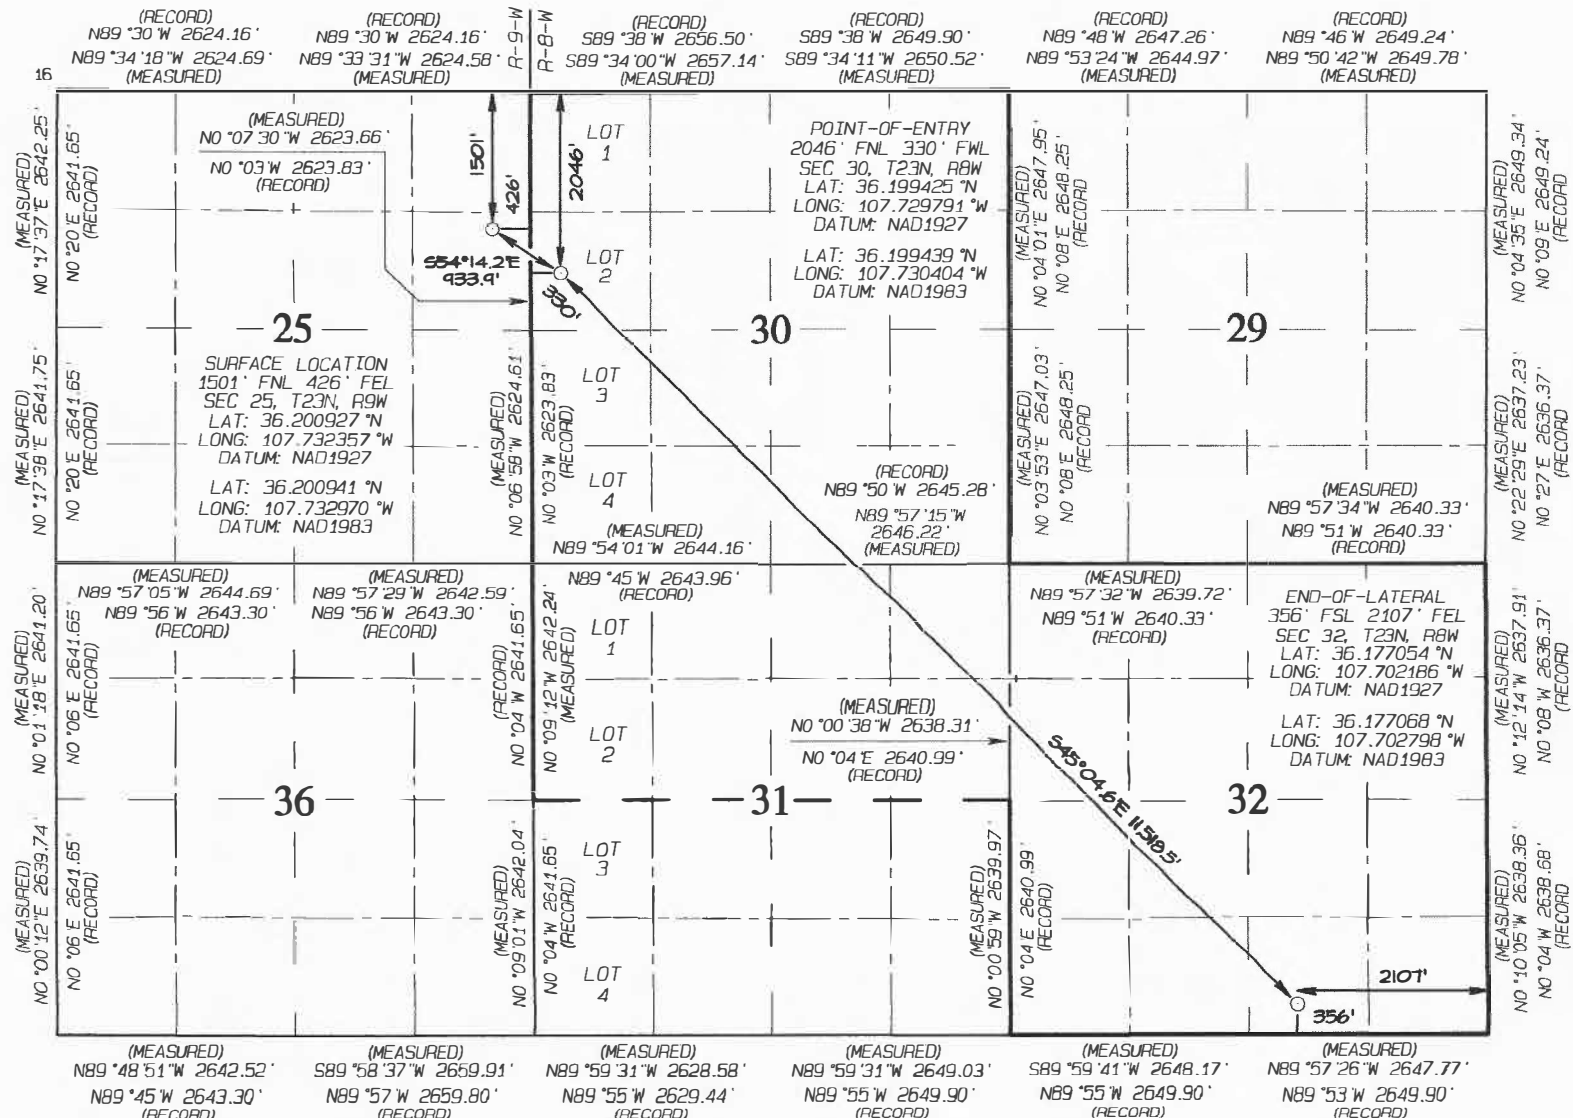 (RECORD)
N89°30'W 2624.16'
N89°34'18"W 2624.69'
(MEASURED)
(RECORD)
N89°30'W 2624.16'
N89°33'31"W 2624.58'
(MEASURED)
R-9-W
R-8-W
(RECORD)
S89°38'W 2656.50'
S89°34'00"W 2657.14'
(MEASURED)
(RECORD)
S89°38'W 2649.90'
S89°34'11"W 2650.52'
(MEASURED)
(RECORD)
N89°48'W 2647.26'
N89°53'24"W 2644.97'
(MEASURED)
(RECORD)
N89°46'W 2649.24'
N89°50'42"W 2649.78'
(MEASURED)
16
(MEASURED)
N0°17'37"E 2642.25'
N0°20'E 2641.65'
(RECORD)
(MEASURED)
N0°07'30"W 2623.66'
N0°03'W 2623.83'
(RECORD)
1501'
426'
2046'
S54°14.2'E
933.9'
330'
LOT
1
LOT
2
POINT-OF-ENTRY
2046' FNL 330' FWL
SEC 30, T23N, R8W
LAT: 36.199425°N
LONG: 107.729791°W
DATUM: NAD1927
LAT: 36.199439°N
LONG: 107.730404°W
DATUM: NAD1983
(MEASURED)
N0°04'01"E 2647.95'
N0°08'E 2648.25'
(RECORD)
(MEASURED)
N0°04'35"E 2649.34'
N0°09'E 2649.24'
(RECORD
25
30
29
(MEASURED)
N0°17'38"E 2641.75'
N0°20'E 2641.65'
(RECORD)
SURFACE LOCATION
1501' FNL 426' FEL
SEC 25, T23N, R9W
LAT: 36.200927°N
LONG: 107.732357°W
DATUM: NAD1927
LAT: 36.200941°N
LONG: 107.732970°W
DATUM: NAD1983
(MEASURED)
N0°06'58"W 2624.61'
N0°03'W 2623.83'
(RECORD)
LOT
3
LOT
4
(MEASURED)
N89°54'01"W 2644.16'
(RECORD)
N89°50'W 2645.28'
N89°57'15"W
2646.22'
(MEASURED)
(MEASURED)
N0°03'53"E 2647.03'
N0°08'E 2648.25'
(RECORD)
(MEASURED)
N89°57'34"W 2640.33'
N89°51'W 2640.33'
(RECORD)
(MEASURED)
N0°22'29"E 2637.23'
N0°27'E 2636.37'
(RECORD
(MEASURED)
N0°01'18"E 2641.20'
N0°06'E 2641.65'
(RECORD)
(MEASURED)
N89°57'05"W 2644.69'
N89°56'W 2643.30'
(RECORD)
(MEASURED)
N89°57'29"W 2642.59'
N89°56'W 2643.30'
(RECORD)
(RECORD)
N0°04'W 2641.65'
N0°09'12"W 2642.24'
(MEASURED)
N89°45'W 2643.96'
(RECORD)
LOT
1
LOT
2
(MEASURED)
N0°00'38"W 2638.31'
N0°04'E 2640.99'
(RECORD)
(MEASURED)
N89°57'32"W 2639.72'
N89°51'W 2640.33'
(RECORD)
END-OF-LATERAL
356' FSL 2107' FEL
SEC 32, T23N, R8W
LAT: 36.177054°N
LONG: 107.702186°W
DATUM: NAD1927
LAT: 36.177068°N
LONG: 107.702798°W
DATUM: NAD1983
(MEASURED)
N0°12'14"W 2637.91'
N0°08'W 2636.37'
(RECORD
S45°04.6'E 11,518.5'
36
31
32
(MEASURED)
N0°00'12"E 2639.74'
N0°06'E 2641.65'
(RECORD)
(MEASURED)
N0°09'01"W 2642.04'
N0°04'W 2641.65'
(RECORD)
LOT
3
LOT
4
(MEASURED)
N0°00'59"W 2639.97'
N0°04'E 2640.99'
(RECORD)
2107'
356'
(MEASURED)
N0°10'05"W 2638.36'
N0°04'W 2638.68'
(RECORD
(MEASURED)
N89°48'51"W 2642.52'
N89°45'W 2643.30'
(RECORD)
(MEASURED)
S89°58'37"W 2659.91'
N89°57'W 2659.80'
(RECORD)
(MEASURED)
N89°59'31"W 2628.58'
N89°55'W 2629.44'
(RECORD)
(MEASURED)
N89°59'31"W 2649.03'
N89°55'W 2649.90'
(RECORD)
(MEASURED)
S89°59'41"W 2648.17'
N89°55'W 2649.90'
(RECORD)
(MEASURED)
N89°57'26"W 2647.77'
N89°53'W 2649.90'
(RECORD)